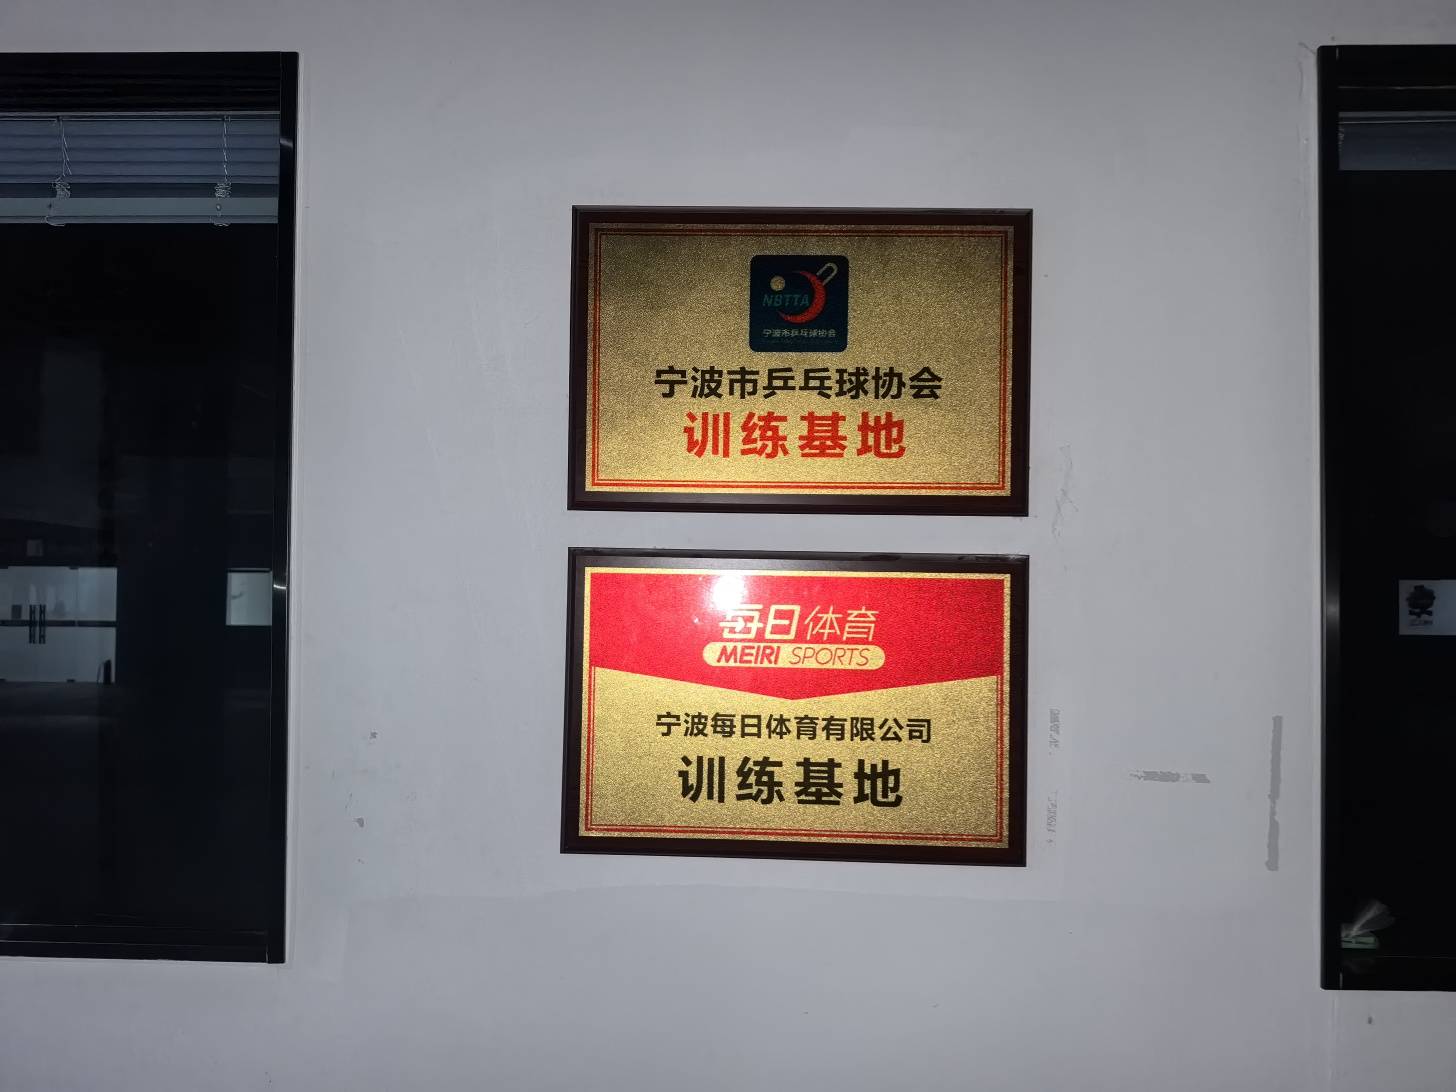 NBTTA
宁波市乒乓球协会
宁波市乒乓球协会
训练基地
每日体育
MEIRI SPORTS
宁波每日体育有限公司
训练基地